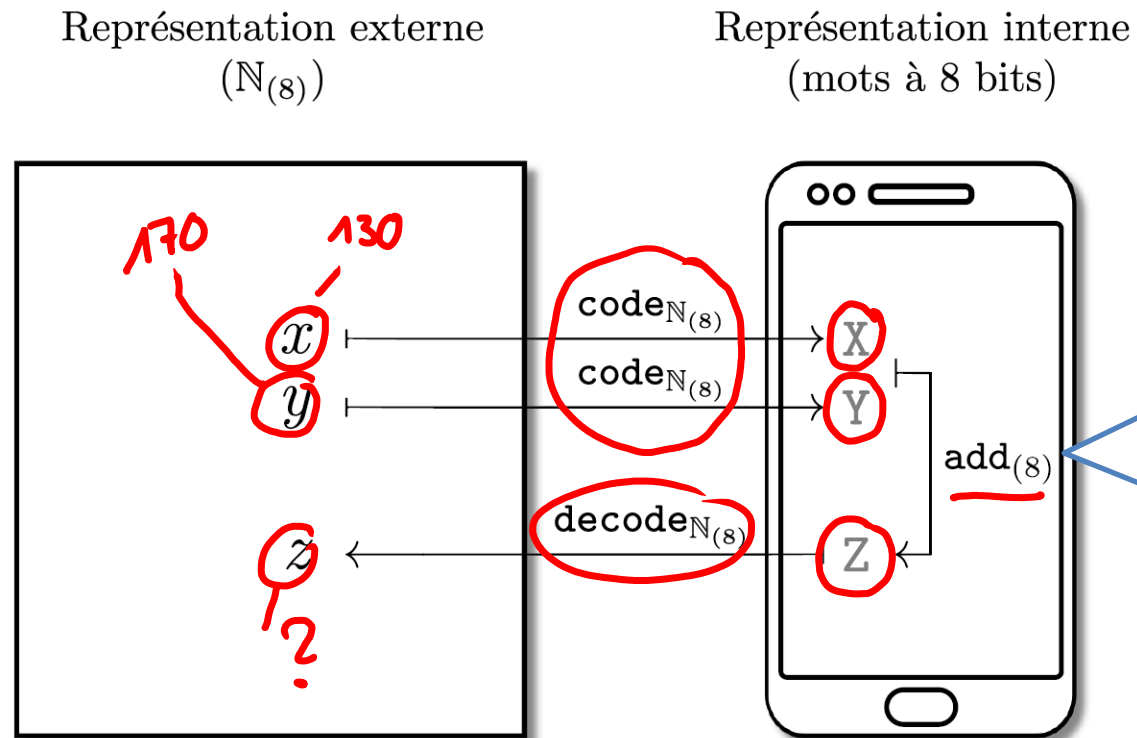 Représentation externe
(ℕ₍₈₎)
Représentation interne
(mots à 8 bits)
170
130
x
codeℕ₍₈₎
X
y
codeℕ₍₈₎
Y
add₍₈₎
z
decodeℕ₍₈₎
Z
?